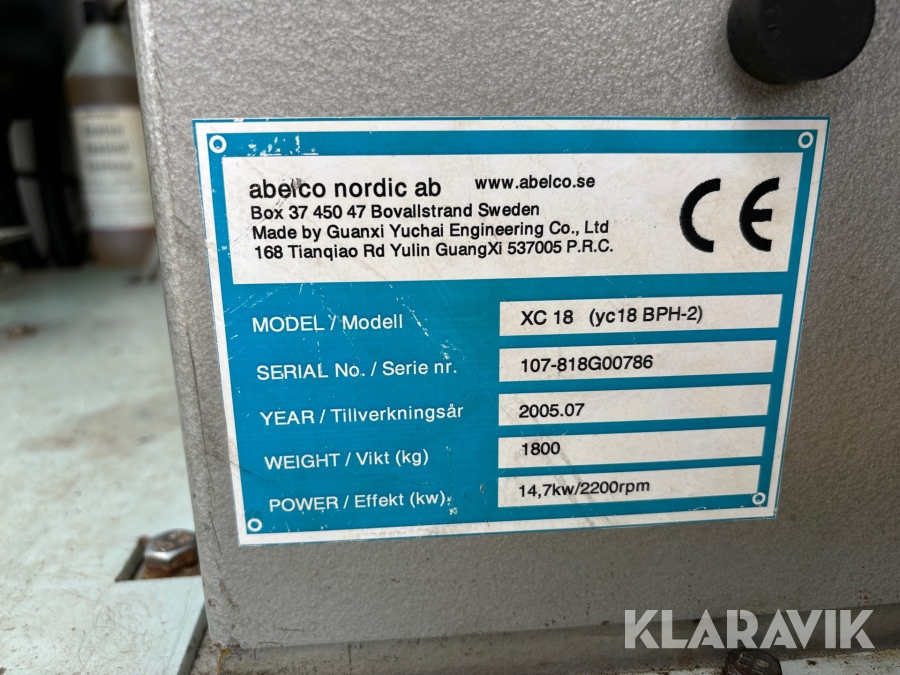 abelco nordic ab www.abelco.se
Box 37 450 47 Bovallstrand Sweden
Made by Guanxi Yuchai Engineering Co., Ltd
168 Tianqiao Rd Yulin GuangXi 537005 P.R.C.
CE
MODEL / Modell XC 18 (yc18 BPH-2)
SERIAL No. / Serie nr. 107-818G00786
YEAR / Tillverkningsår 2005.07
WEIGHT / Vikt (kg) 1800
POWER / Effekt (kw) 14,7kw/2200rpm
KLARAVIK